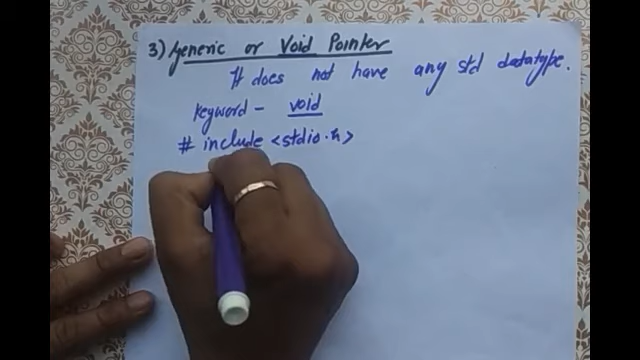 3) Generic or Void Pointer
It does not have any std datatype.
Keyword - void
# include <stdio.h>